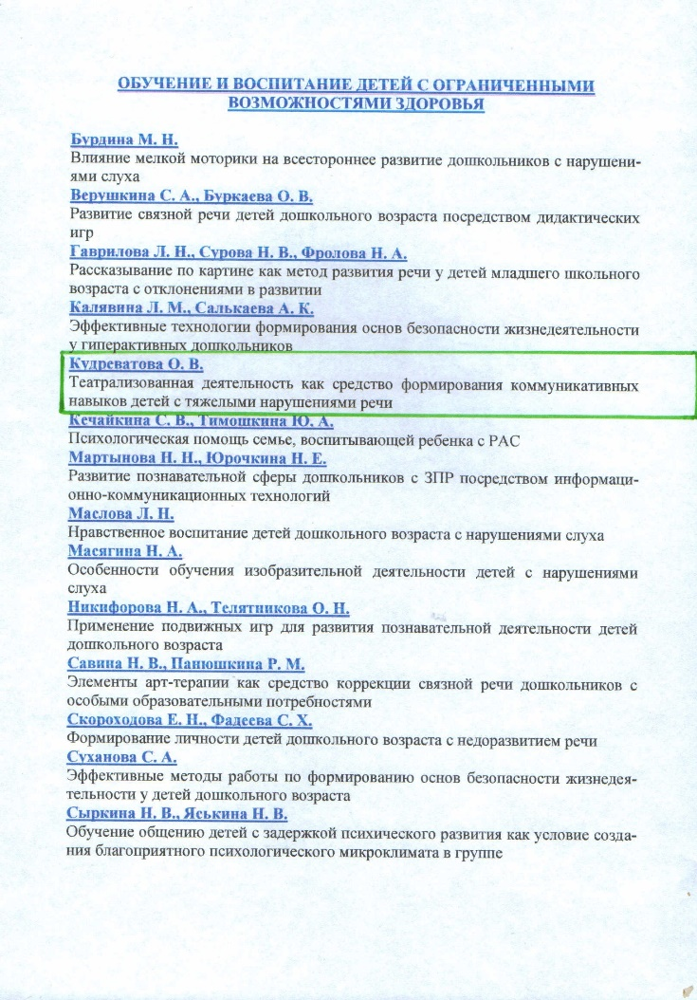 ОБУЧЕНИЕ И ВОСПИТАНИЕ ДЕТЕЙ С ОГРАНИЧЕННЫМИ
ВОЗМОЖНОСТЯМИ ЗДОРОВЬЯ
Бурдина М. Н.
Влияние мелкой моторики на всестороннее развитие дошкольников с нарушени-
ями слуха
Верушкина С. А., Буркаева О. В.
Развитие связной речи детей дошкольного возраста посредством дидактических
игр
Гаврилова Л. Н., Сурова Н. В., Фролова Н. А.
Рассказывание по картине как метод развития речи у детей младшего школьного
возраста с отклонениями в развитии
Калявина Л. М., Салькаева А. К.
Эффективные технологии формирования основ безопасности жизнедеятельности
у гиперактивных дошкольников
Кудреватова О. В.
Театрализованная деятельность как средство формирования коммуникативных
навыков детей с тяжелыми нарушениями речи
Кечайкина С. В., Тимошкина Ю. А.
Психологическая помощь семье, воспитывающей ребенка с РАС
Мартынова Н. Н., Юрочкина Н. Е.
Развитие познавательной сферы дошкольников с ЗПР посредством информаци-
онно-коммуникационных технологий
Маслова Л. Н.
Нравственное воспитание детей дошкольного возраста с нарушениями слуха
Масягина Н. А.
Особенности обучения изобразительной деятельности детей с нарушениями
слуха
Никифорова Н. А., Телятникова О. Н.
Применение подвижных игр для развития познавательной деятельности детей
дошкольного возраста
Савина Н. В., Панюшкина Р. М.
Элементы арт-терапии как средство коррекции связной речи дошкольников с
особыми образовательными потребностями
Скороходова Е. Н., Фадеева С. Х.
Формирование личности детей дошкольного возраста с недоразвитием речи
Суханова С. А.
Эффективные методы работы по формированию основ безопасности жизнедея-
тельности у детей дошкольного возраста
Сыркина Н. В., Яськина Н. В.
Обучение общению детей с задержкой психического развития как условие созда-
ния благоприятного психологического микроклимата в группе